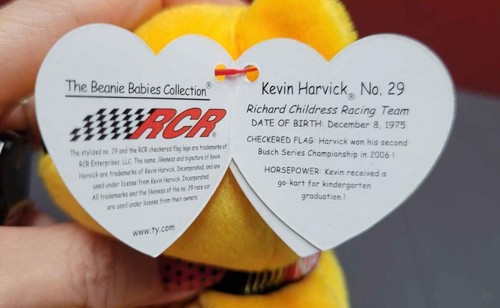 The Beanie Babies Collection®
RCR
The stylized no. 29 and the RCR checkered flag logo are trademarks of
RCR Enterprises, LLC. The name, likeness and signature of Kevin
Harvick are trademarks of Kevin Harvick, Incorporated, and are
used under license from Kevin Harvick, Incorporated.
All trademarks and the likeness of the no. 29 race car
are used under license from their owners.
www.ty.com
Kevin Harvick® No. 29
Richard Childress Racing Team
DATE OF BIRTH: December 8, 1975
CHECKERED FLAG: Harvick won his second
Busch Series Championship in 2006 !
HORSEPOWER: Kevin received a
go-kart for kindergarten
graduation !